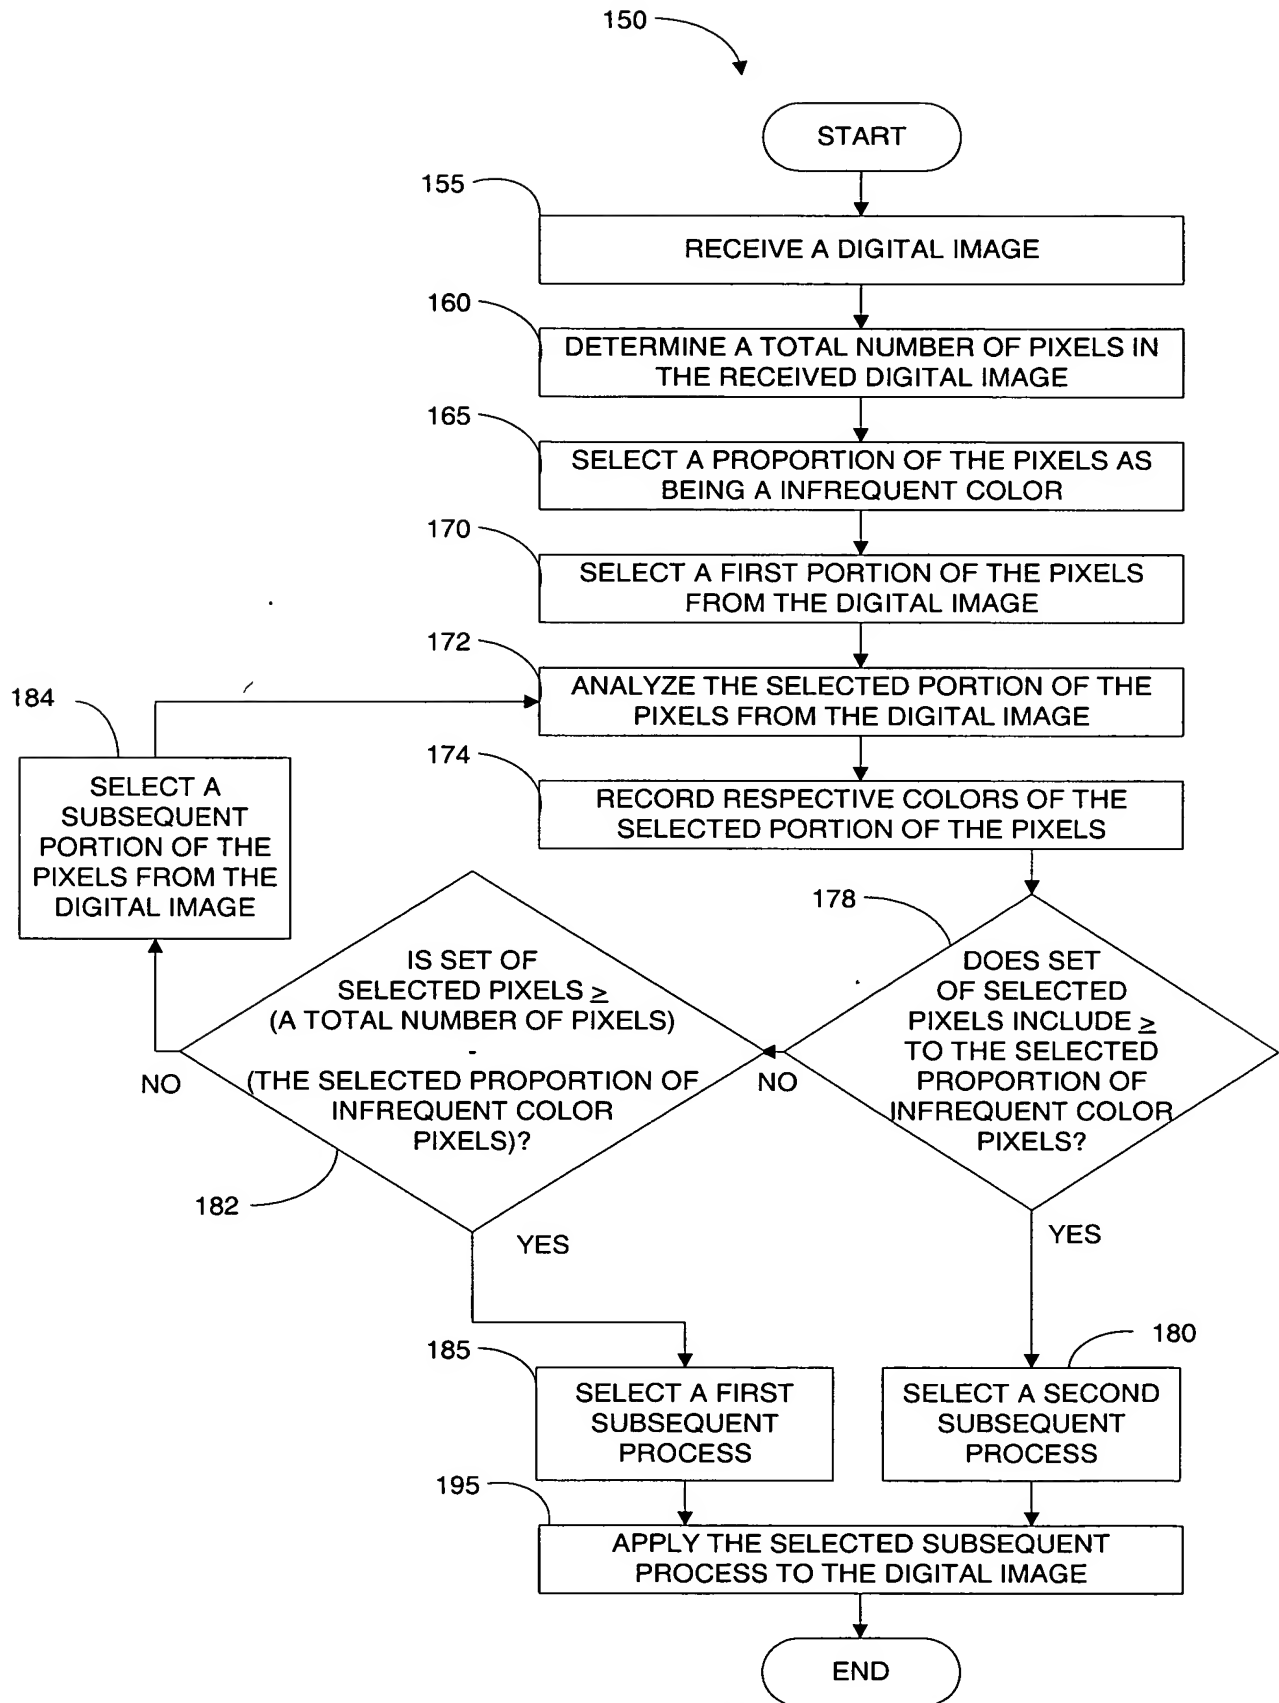 150
START
155
RECEIVE A DIGITAL IMAGE
160
DETERMINE A TOTAL NUMBER OF PIXELS IN
THE RECEIVED DIGITAL IMAGE
165
SELECT A PROPORTION OF THE PIXELS AS
BEING A INFREQUENT COLOR
170
SELECT A FIRST PORTION OF THE PIXELS
FROM THE DIGITAL IMAGE
172
ANALYZE THE SELECTED PORTION OF THE
PIXELS FROM THE DIGITAL IMAGE
174
RECORD RESPECTIVE COLORS OF THE
SELECTED PORTION OF THE PIXELS
184
SELECT A
SUBSEQUENT
PORTION OF THE
PIXELS FROM THE
DIGITAL IMAGE
178
DOES SET
OF SELECTED
PIXELS INCLUDE ≥
TO THE SELECTED
PROPORTION OF
INFREQUENT COLOR
PIXELS?
NO
YES
182
IS SET OF
SELECTED PIXELS ≥
(A TOTAL NUMBER OF PIXELS)
-
(THE SELECTED PROPORTION OF
INFREQUENT COLOR
PIXELS)?
NO
YES
185
SELECT A FIRST
SUBSEQUENT
PROCESS
180
SELECT A SECOND
SUBSEQUENT
PROCESS
195
APPLY THE SELECTED SUBSEQUENT
PROCESS TO THE DIGITAL IMAGE
END